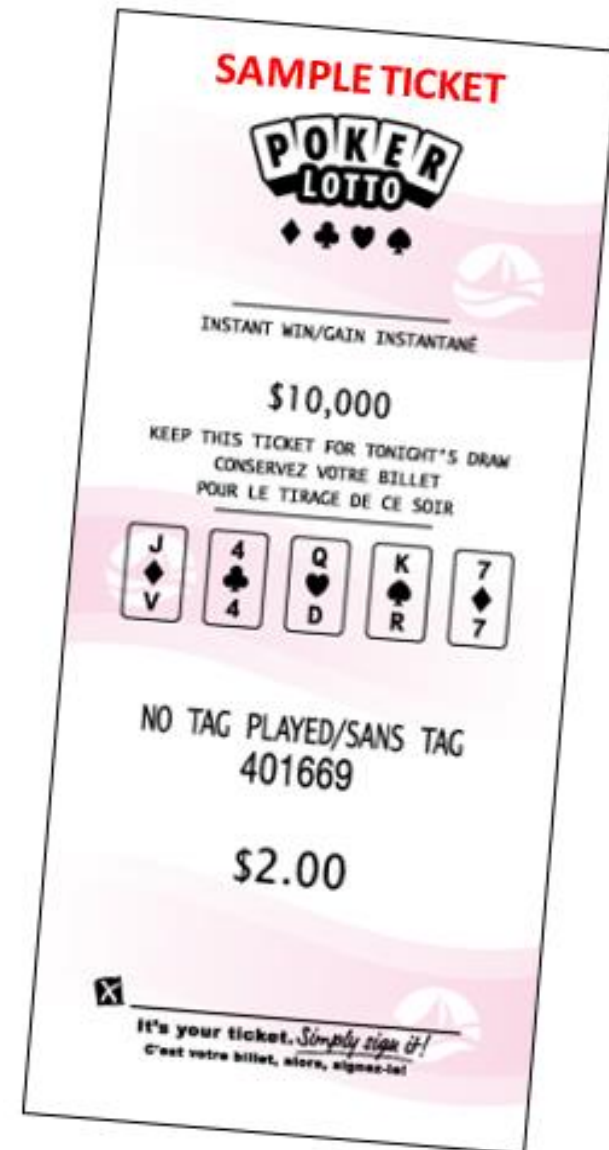 SAMPLE TICKET
POKER
LOTTO
INSTANT WIN/GAIN INSTANTANÉ
$10,000
KEEP THIS TICKET FOR TONIGHT'S DRAW
CONSERVEZ VOTRE BILLET
POUR LE TIRAGE DE CE SOIR
J 4 Q K 7
V 4 D R 7
NO TAG PLAYED/SANS TAG
401669
$2.00
X
It's your ticket. Simply sign it!
C'est votre billet, alors, signez-le!